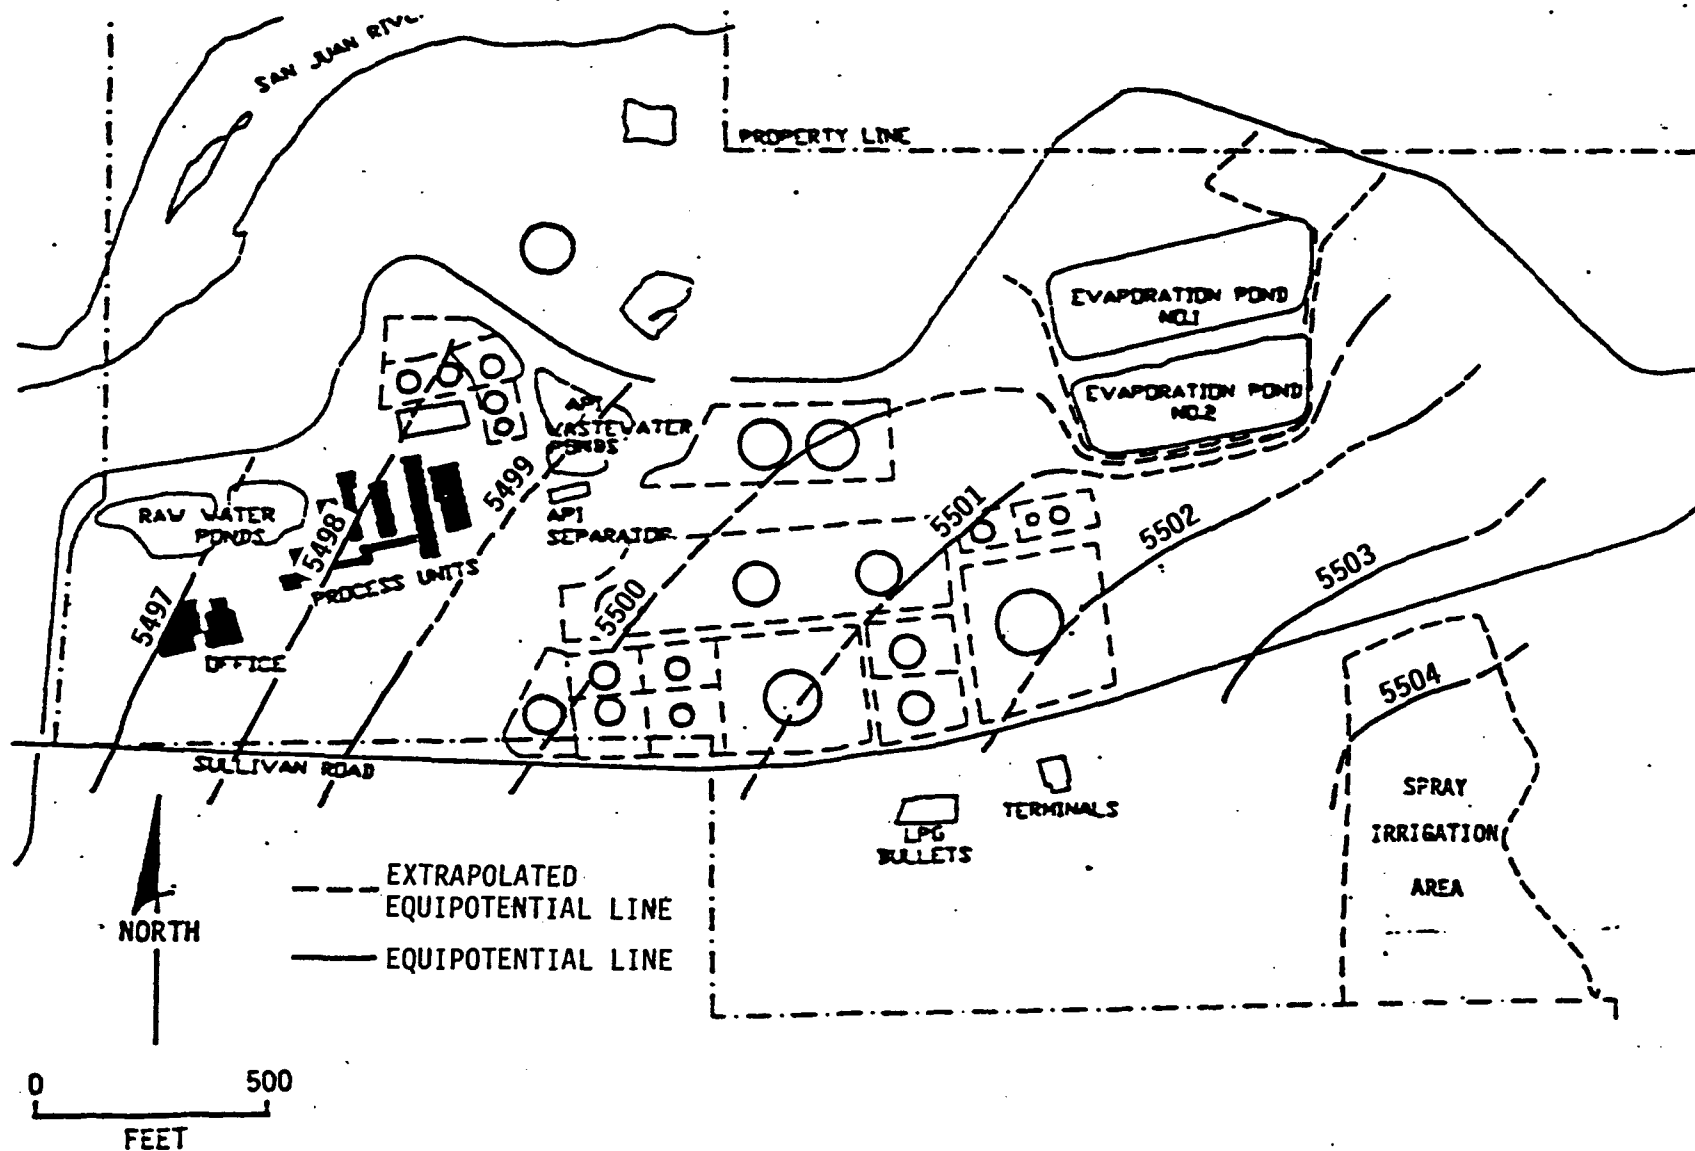 SAN JUAN RIVER
PROPERTY LINE
EVAPORATION POND
NO.1
EVAPORATION POND
NO.2
API
WASTEWATER
PONDS
5499
RAW WATER
PONDS
5498
API
SEPARATOR
5501
5502
5503
PROCESS UNITS
5497
5500
OFFICE
5504
SULLIVAN ROAD
TERMINALS
LPG
BULLETS
SPRAY
IRRIGATION
AREA
EXTRAPOLATED
EQUIPOTENTIAL LINE
EQUIPOTENTIAL LINE
NORTH
0 500
FEET